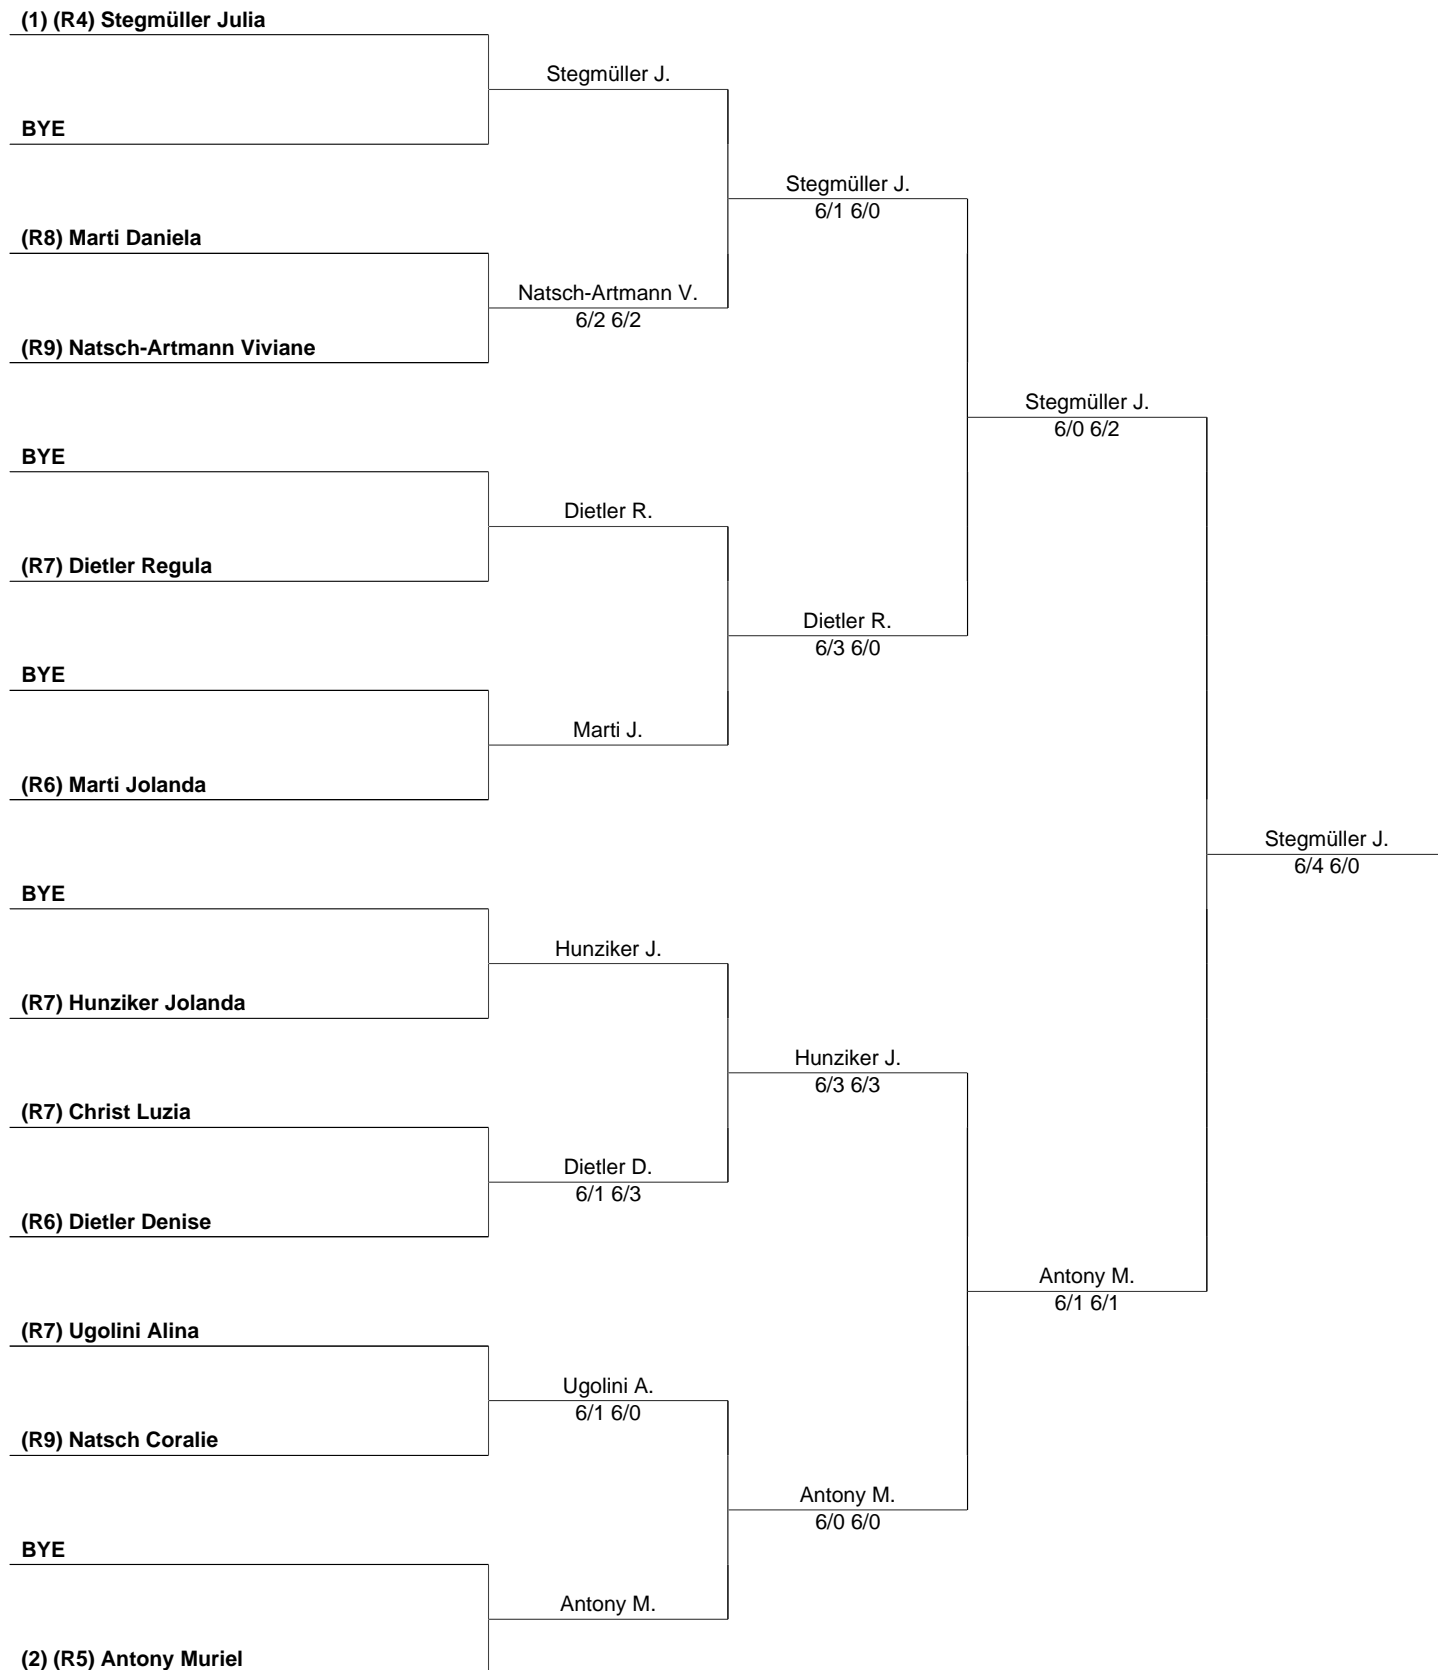 (1) (R4) Stegmüller Julia
Stegmüller J.
BYE
Stegmüller J.
6/1 6/0
(R8) Marti Daniela
Natsch-Artmann V.
6/2 6/2
(R9) Natsch-Artmann Viviane
Stegmüller J.
6/0 6/2
BYE
Dietler R.
(R7) Dietler Regula
Dietler R.
6/3 6/0
BYE
Marti J.
(R6) Marti Jolanda
Stegmüller J.
6/4 6/0
BYE
Hunziker J.
(R7) Hunziker Jolanda
Hunziker J.
6/3 6/3
(R7) Christ Luzia
Dietler D.
6/1 6/3
(R6) Dietler Denise
Antony M.
6/1 6/1
(R7) Ugolini Alina
Ugolini A.
6/1 6/0
(R9) Natsch Coralie
Antony M.
6/0 6/0
BYE
Antony M.
(2) (R5) Antony Muriel